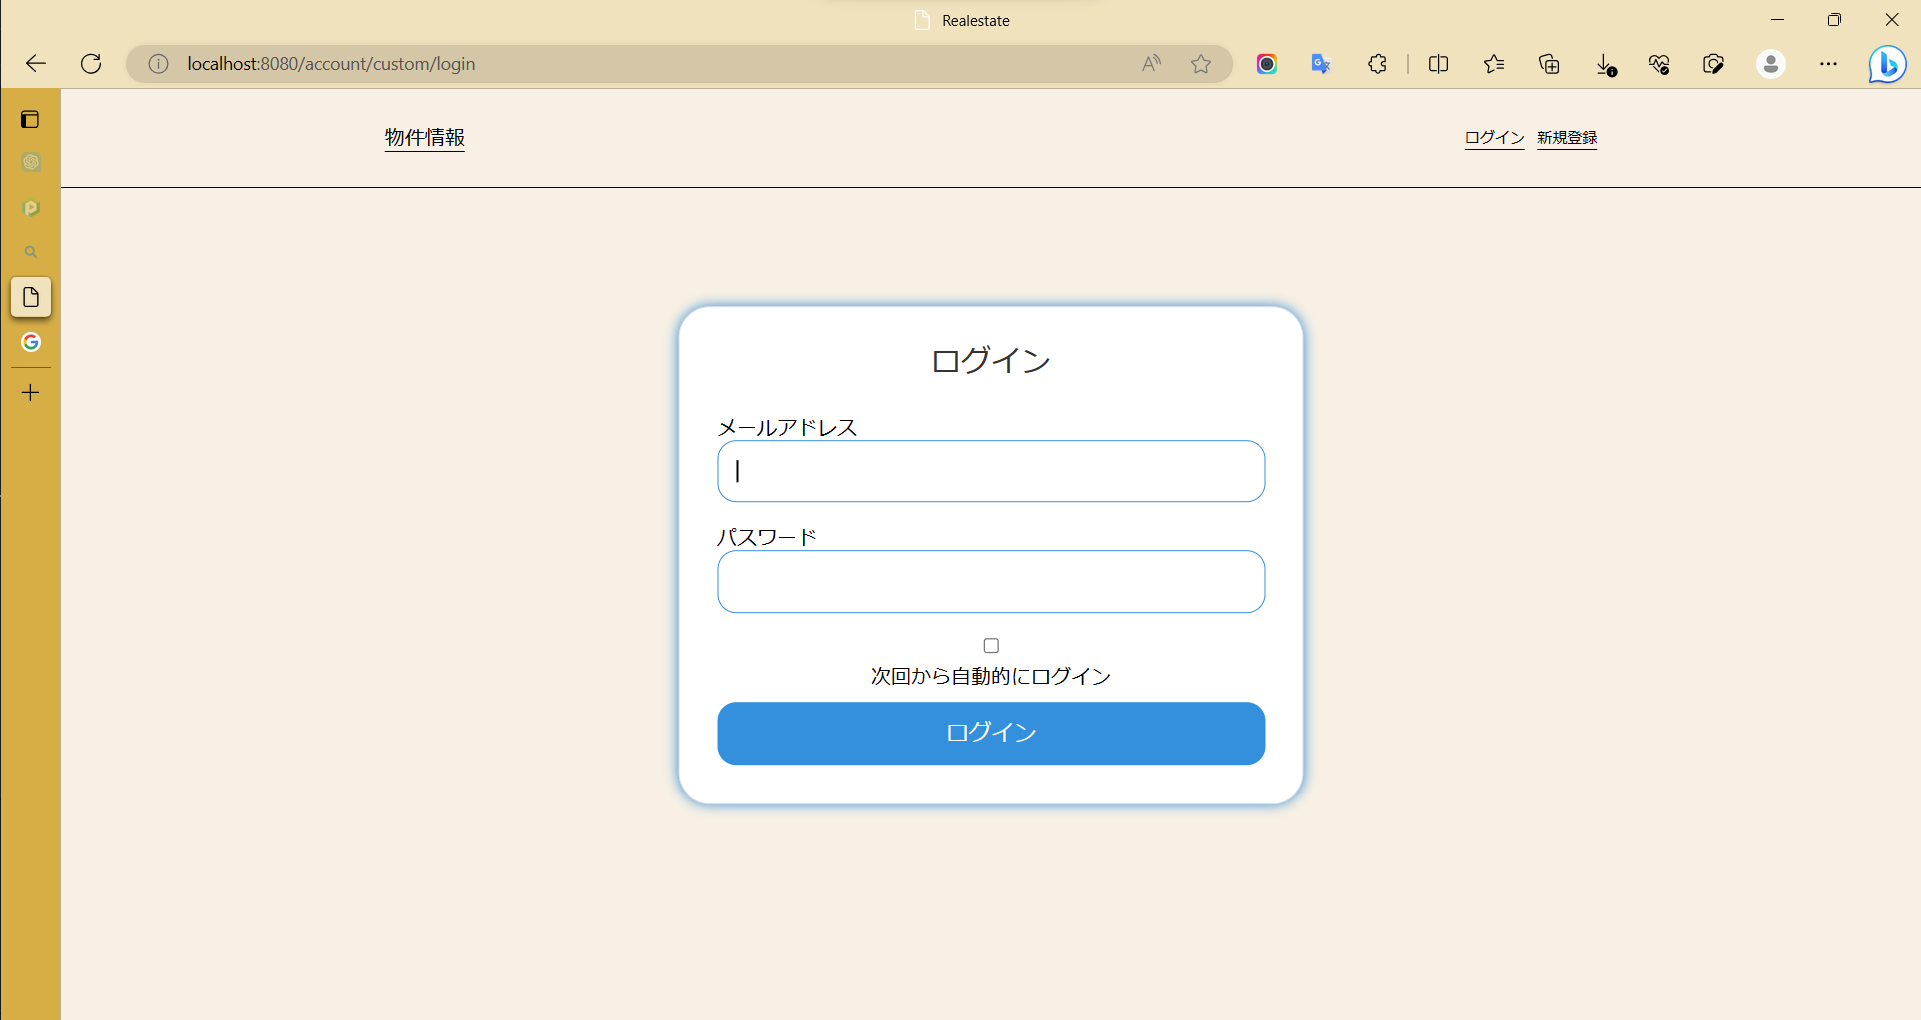 Realestate
localhost:8080/account/custom/login
物件情報
ログイン 新規登録
ログイン
メールアドレス
パスワード
次回から自動的にログイン
ログイン